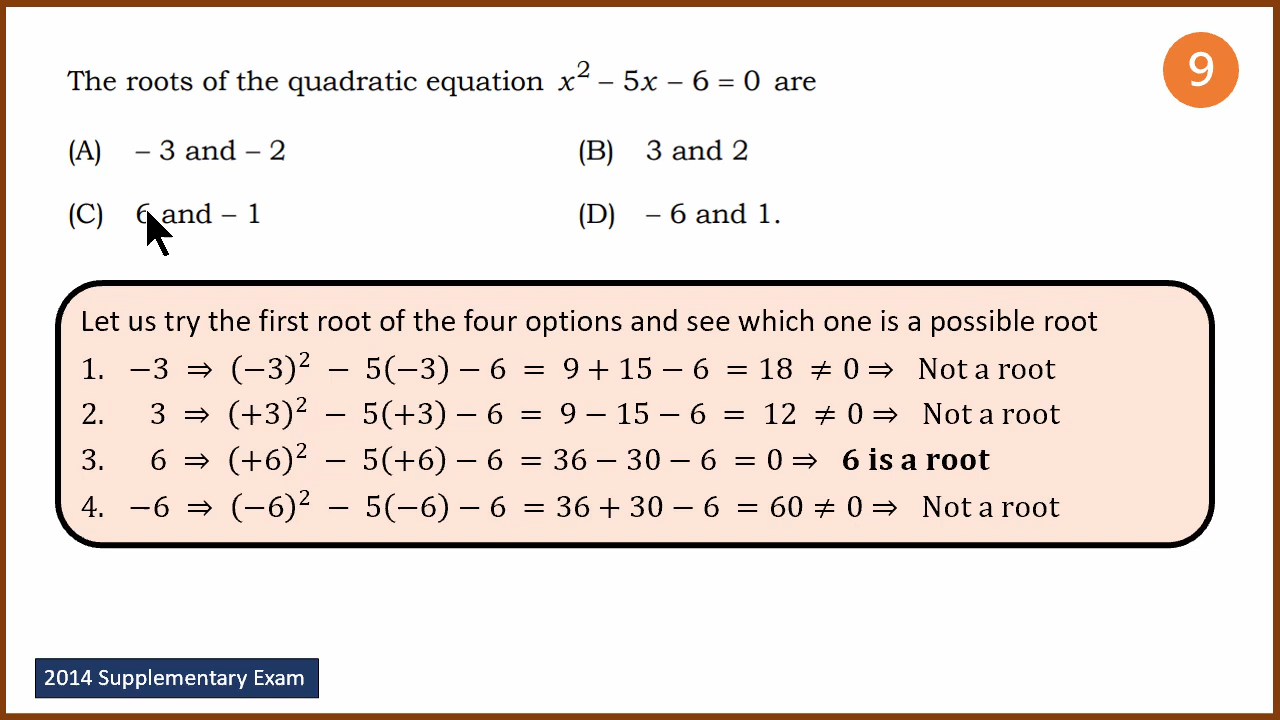 9
The roots of the quadratic equation x² – 5x – 6 = 0 are
(A) – 3 and – 2 (B) 3 and 2
(C) 6 and – 1 (D) – 6 and 1.
Let us try the first root of the four options and see which one is a possible root
1. −3 ⇒ (−3)² − 5(−3) − 6 = 9 + 15 − 6 = 18 ≠ 0 ⇒ Not a root
2. 3 ⇒ (+3)² − 5(+3) − 6 = 9 − 15 − 6 = 12 ≠ 0 ⇒ Not a root
3. 6 ⇒ (+6)² − 5(+6) − 6 = 36 − 30 − 6 = 0 ⇒ 6 is a root
4. −6 ⇒ (−6)² − 5(−6) − 6 = 36 + 30 − 6 = 60 ≠ 0 ⇒ Not a root
2014 Supplementary Exam